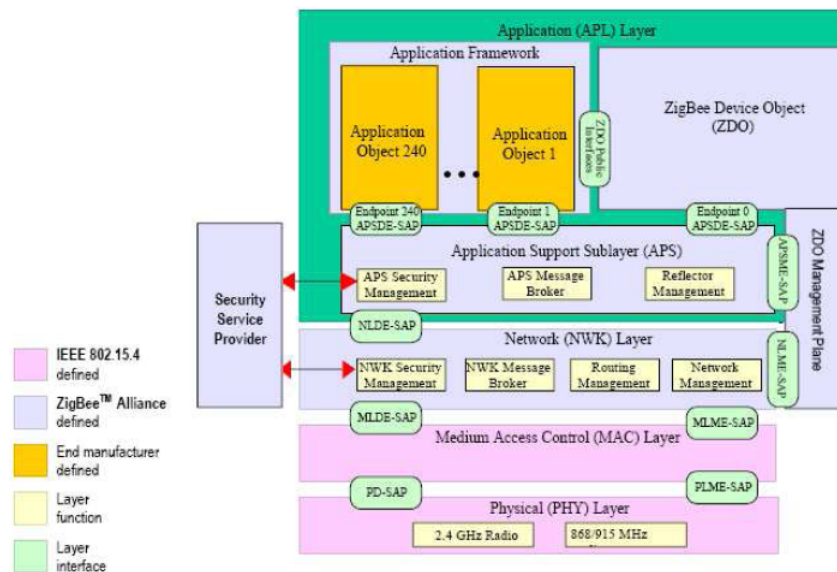 Application (APL) Layer
Application Framework
Application
Object 240
...
Application
Object 1
ZDO Public
Interfaces
ZigBee Device Object
(ZDO)
Endpoint 240
APSDE-SAP
Endpoint 1
APSDE-SAP
Endpoint 0
APSDE-SAP
Application Support Sublayer (APS)
APS Security
Management
APS Message
Broker
Reflector
Management
APSME-SAP
ZDO Management Plane
Security
Service
Provider
NLDE-SAP
Network (NWK) Layer
NWK Security
Management
NWK Message
Broker
Routing
Management
Network
Management
NLME-SAP
MLDE-SAP
MLME-SAP
Medium Access Control (MAC) Layer
PD-SAP
PLME-SAP
Physical (PHY) Layer
2.4 GHz Radio
868/915 MHz
IEEE 802.15.4
defined
ZigBee™ Alliance
defined
End manufacturer
defined
Layer
function
Layer
interface